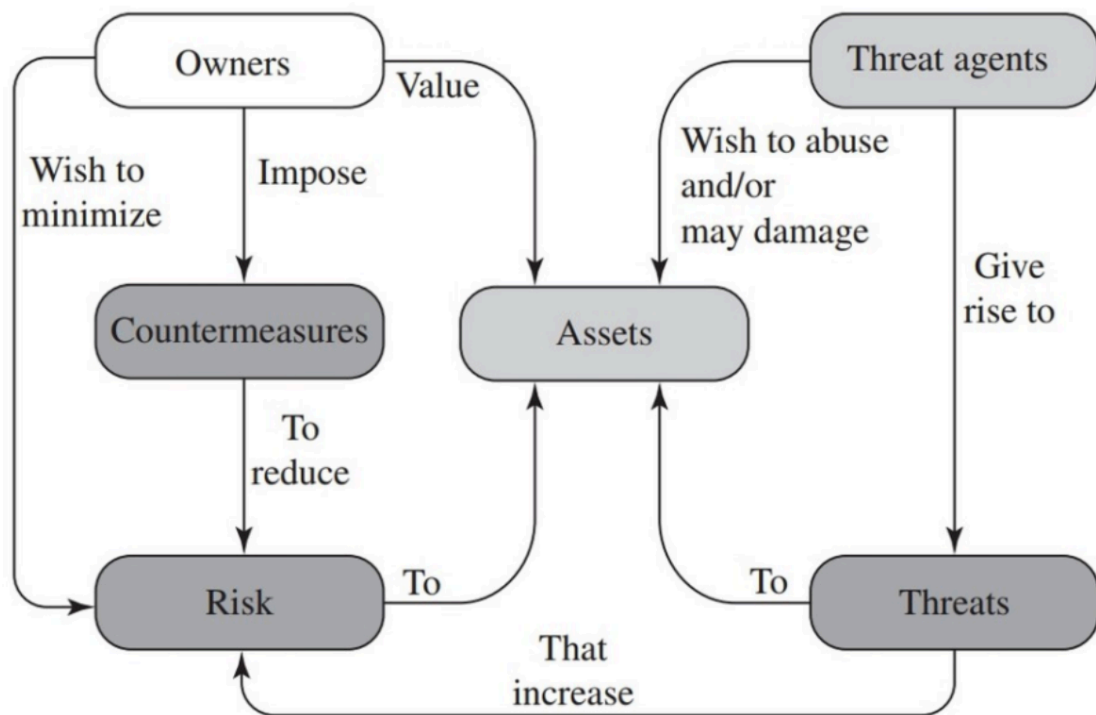 Owners
Value
Threat agents
Wish to
minimize
Impose
Wish to abuse
and/or
may damage
Give
rise to
Countermeasures
Assets
To
reduce
Risk
To
To
Threats
That
increase